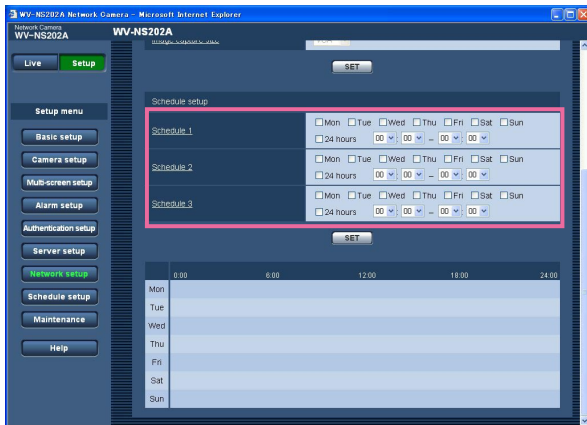 WV-NS202A Network Camera - Microsoft Internet Explorer
Network Camera
WV-NS202A
WV-NS202A
Live Setup
Image capture size VGA
SET
Setup menu
Basic setup
Camera setup
Multi-screen setup
Alarm setup
Authentication setup
Server setup
Network setup
Schedule setup
Maintenance
Help
Schedule setup
Schedule 1
Mon Tue Wed Thu Fri Sat Sun
24 hours 00 : 00 – 00 : 00
Schedule 2
Mon Tue Wed Thu Fri Sat Sun
24 hours 00 : 00 – 00 : 00
Schedule 3
Mon Tue Wed Thu Fri Sat Sun
24 hours 00 : 00 – 00 : 00
SET
0:00 6:00 12:00 18:00 24:00
Mon
Tue
Wed
Thu
Fri
Sat
Sun